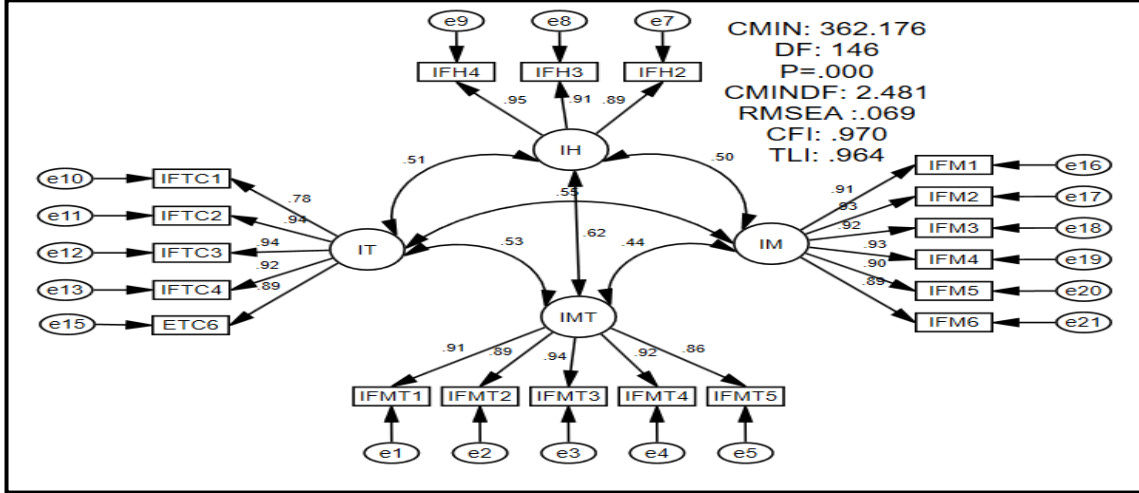 e9 e8 e7
IFH4 IFH3 IFH2
CMIN: 362.176
DF: 146
P=.000
CMINDF: 2.481
RMSEA :.069
CFI: .970
TLI: .964
.95 .91 .89
IH
.51 .50
e10 IFTC1
e11 IFTC2
e12 IFTC3
e13 IFTC4
e15 ETC6
.78
.94
.94
.92
.89
IT
.55
.53 .62 .44
IM
.91
.93
.92
.93
.90
.89
IFM1 e16
IFM2 e17
IFM3 e18
IFM4 e19
IFM5 e20
IFM6 e21
IMT
.91 .89 .94 .92 .86
IFMT1 IFMT2 IFMT3 IFMT4 IFMT5
e1 e2 e3 e4 e5